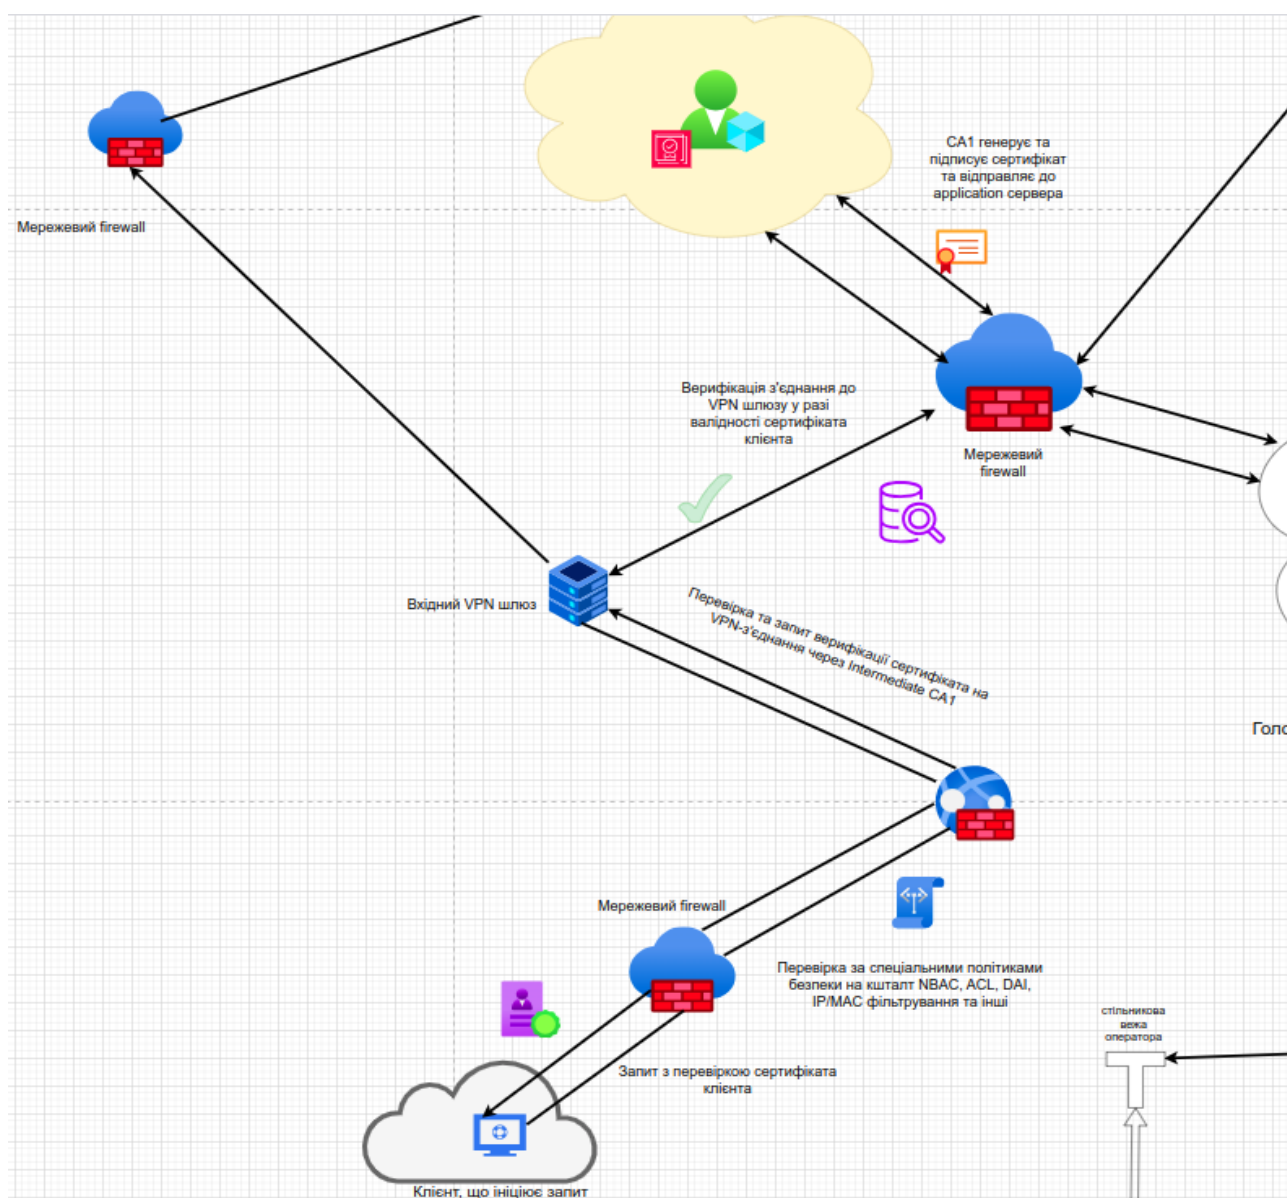 СА1 генерує та
підписує сертифікат
та відправляє до
application сервера
Мережевий firewall
Верифікація з'єднання до
VPN шлюзу у разі
валідності сертифіката
клієнта
Мережевий
firewall
Вхідний VPN шлюз
Перевірка та запит верифікації сертифіката на
VPN-з'єднання через Intermediate CA1
Голо
Мережевий firewall
Перевірка за спеціальними політиками
безпеки на кшталт NBAC, ACL, DAI,
IP/MAC фільтрування та інші
стільникова
вежа
оператора
Запит з перевіркою сертифіката
клієнта
Клієнт, що ініціює запит